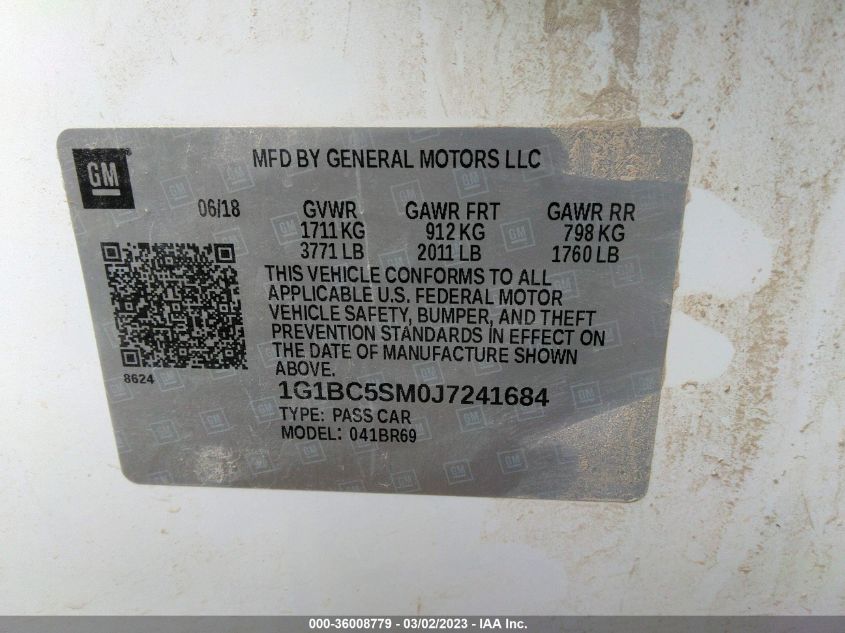 GM
MFD BY GENERAL MOTORS LLC
06/18 GVWR GAWR FRT GAWR RR
1711 KG 912 KG 798 KG
3771 LB 2011 LB 1760 LB
THIS VEHICLE CONFORMS TO ALL
APPLICABLE U.S. FEDERAL MOTOR
VEHICLE SAFETY, BUMPER, AND THEFT
PREVENTION STANDARDS IN EFFECT ON
THE DATE OF MANUFACTURE SHOWN
ABOVE.
8624
1G1BC5SM0J7241684
TYPE: PASS CAR
MODEL: 041BR69
000-36008779 - 03/02/2023 - IAA Inc.